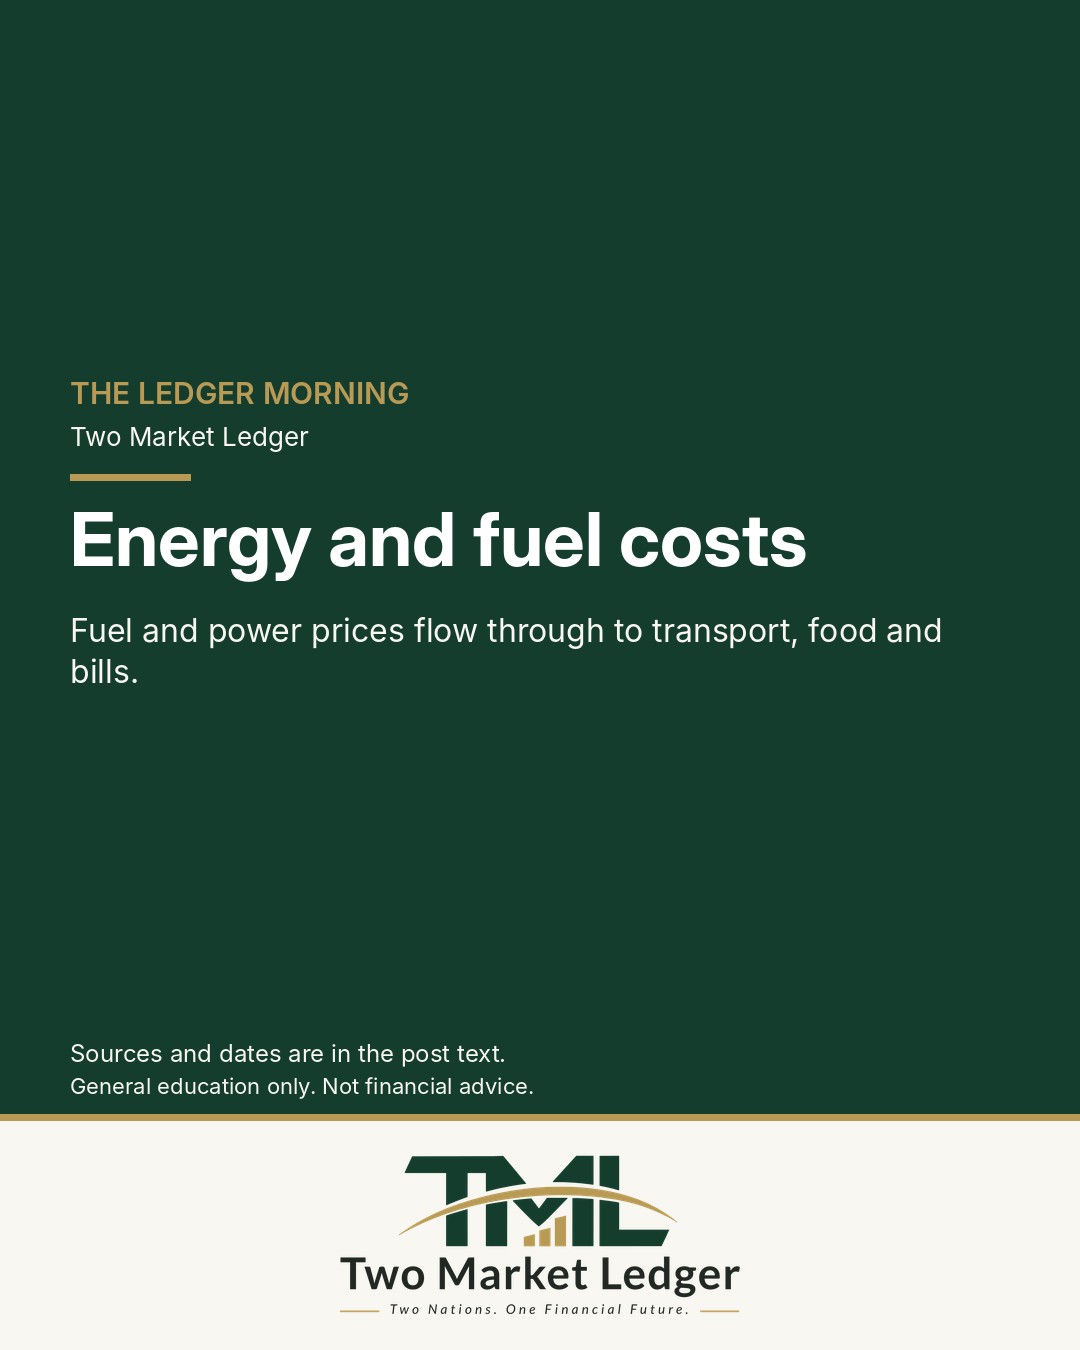 THE LEDGER MORNING
Two Market Ledger
Energy and fuel costs
Fuel and power prices flow through to transport, food and
bills.
Sources and dates are in the post text.
General education only. Not financial advice.
TML
Two Market Ledger
Two Nations. One Financial Future.